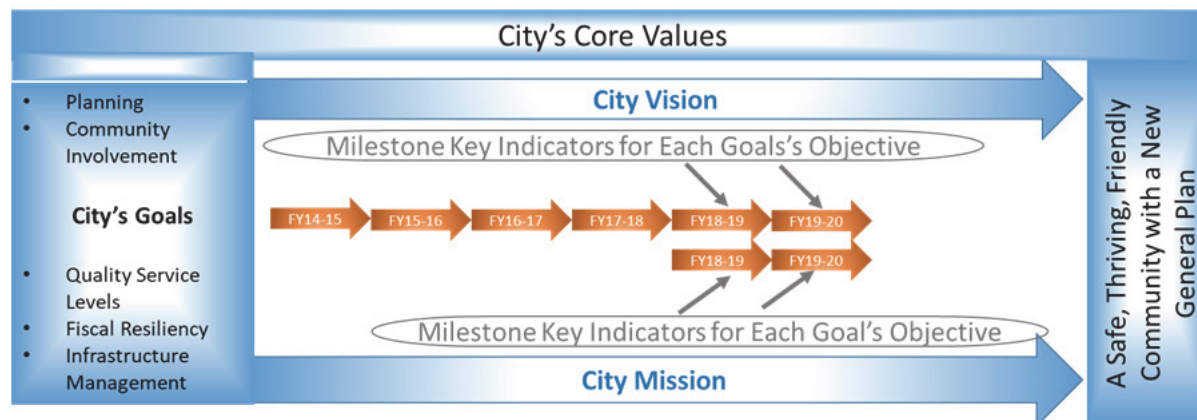 City's Core Values
• Planning
• Community
Involvement
City's Goals
• Quality Service
Levels
• Fiscal Resiliency
• Infrastructure
Management
City Vision
Milestone Key Indicators for Each Goals's Objective
FY14-15 FY15-16 FY16-17 FY17-18 FY18-19 FY19-20
FY18-19 FY19-20
Milestone Key Indicators for Each Goal's Objective
City Mission
A Safe, Thriving, Friendly
Community with a New
General Plan